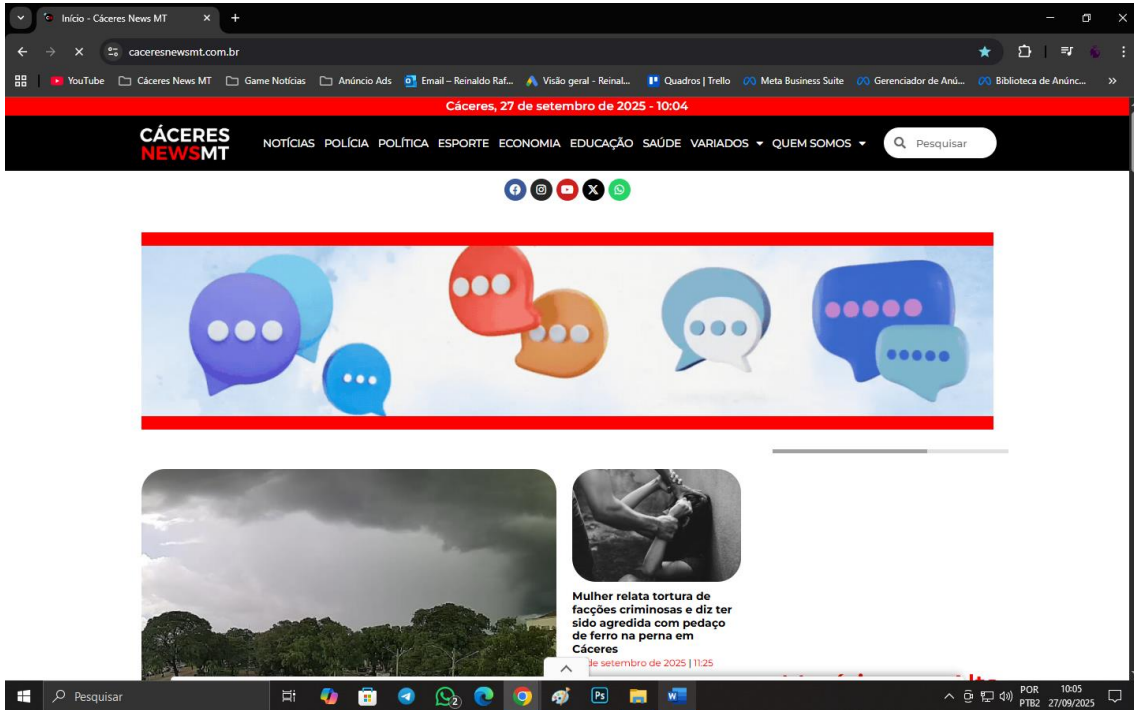 Início - Cáceres News MT
caceresnewsmt.com.br
YouTube Cáceres News MT Game Notícias Anúncio Ads Email – Reinaldo Raf... Visão geral - Reinal... Quadros | Trello Meta Business Suite Gerenciador de Anú... Biblioteca de Anúnc...
Cáceres, 27 de setembro de 2025 - 10:04
CÁCERES
NEWSMT
NOTÍCIAS POLÍCIA POLÍTICA ESPORTE ECONOMIA EDUCAÇÃO SAÚDE VARIADOS QUEM SOMOS
Pesquisar
Mulher relata tortura de
facções criminosas e diz ter
sido agredida com pedaço
de ferro na perna em
Cáceres
de setembro de 2025 | 11:25
Pesquisar
2
Ps
W
POR 10:05
PTB2 27/09/2025